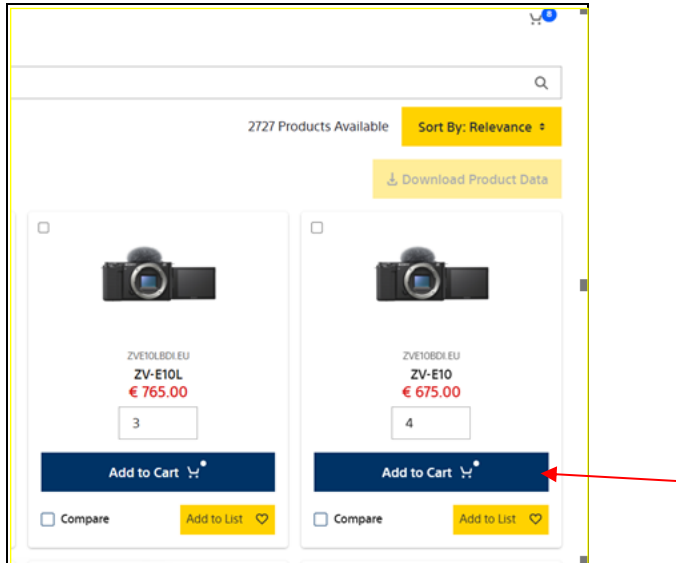 8
2727 Products Available
Sort By: Relevance
Download Product Data
ZVE10LBDI.EU
ZV-E10L
€ 765.00
3
Add to Cart
Compare
Add to List
ZVE10BDI.EU
ZV-E10
€ 675.00
4
Add to Cart
Compare
Add to List